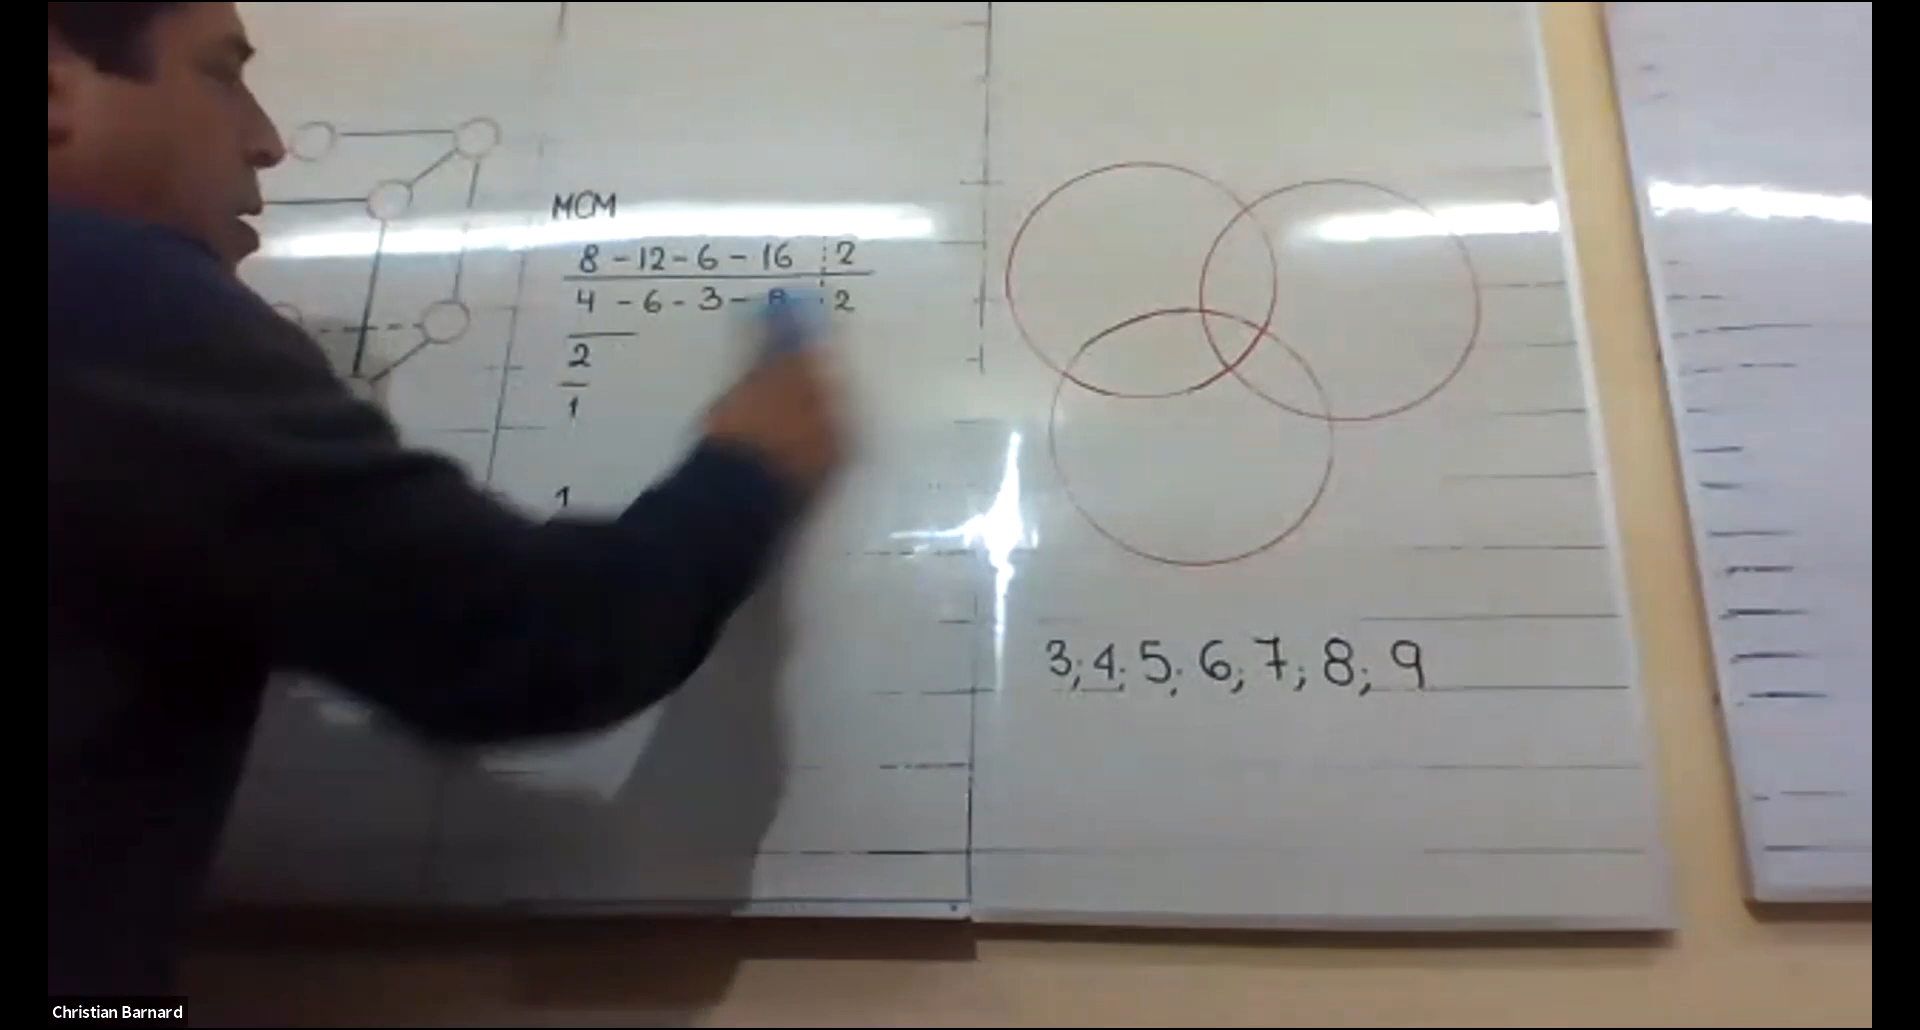 MCM
8 - 12 - 6 - 16 2
4 - 6 - 3 - 8 2
2
1
1
3; 4; 5; 6; 7; 8; 9
Christian Barnard